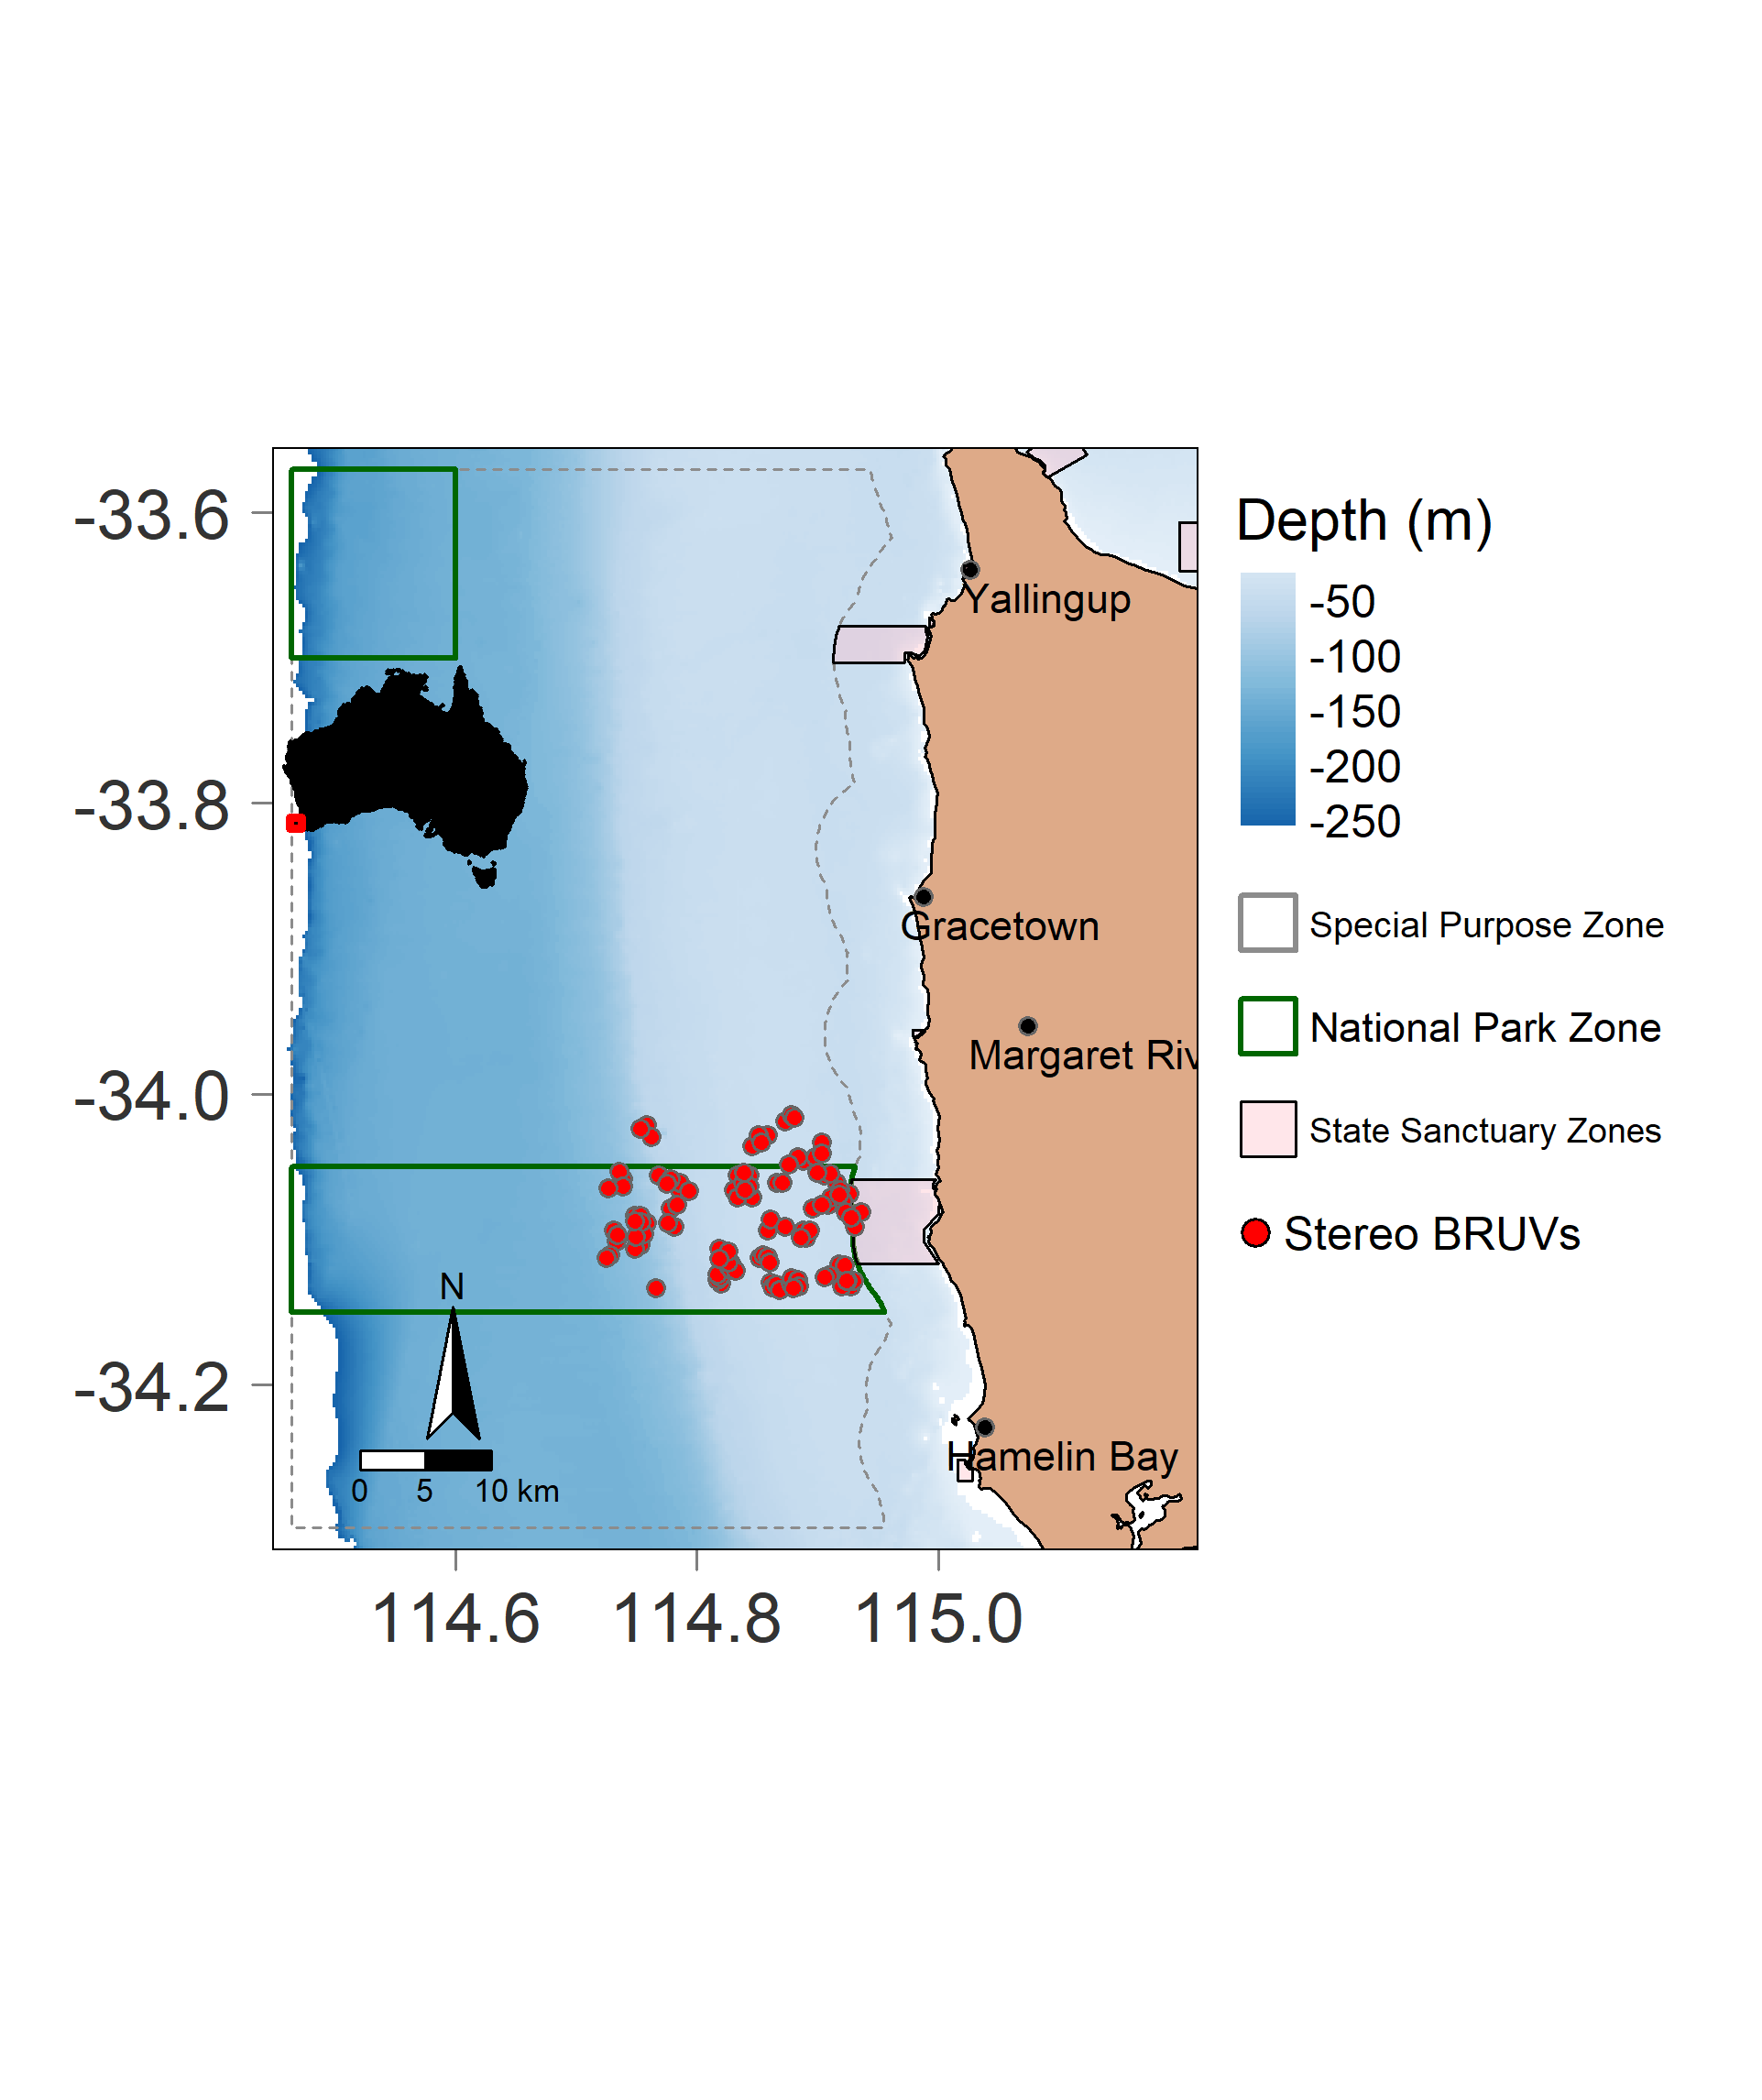 -33.6
-33.8
-34.0
-34.2
114.6
114.8
115.0
Yallingup
Gracetown
Margaret Riv
Hamelin Bay
N
0 5 10 km
Depth (m)
-50
-100
-150
-200
-250
Special Purpose Zone
National Park Zone
State Sanctuary Zones
Stereo BRUVs